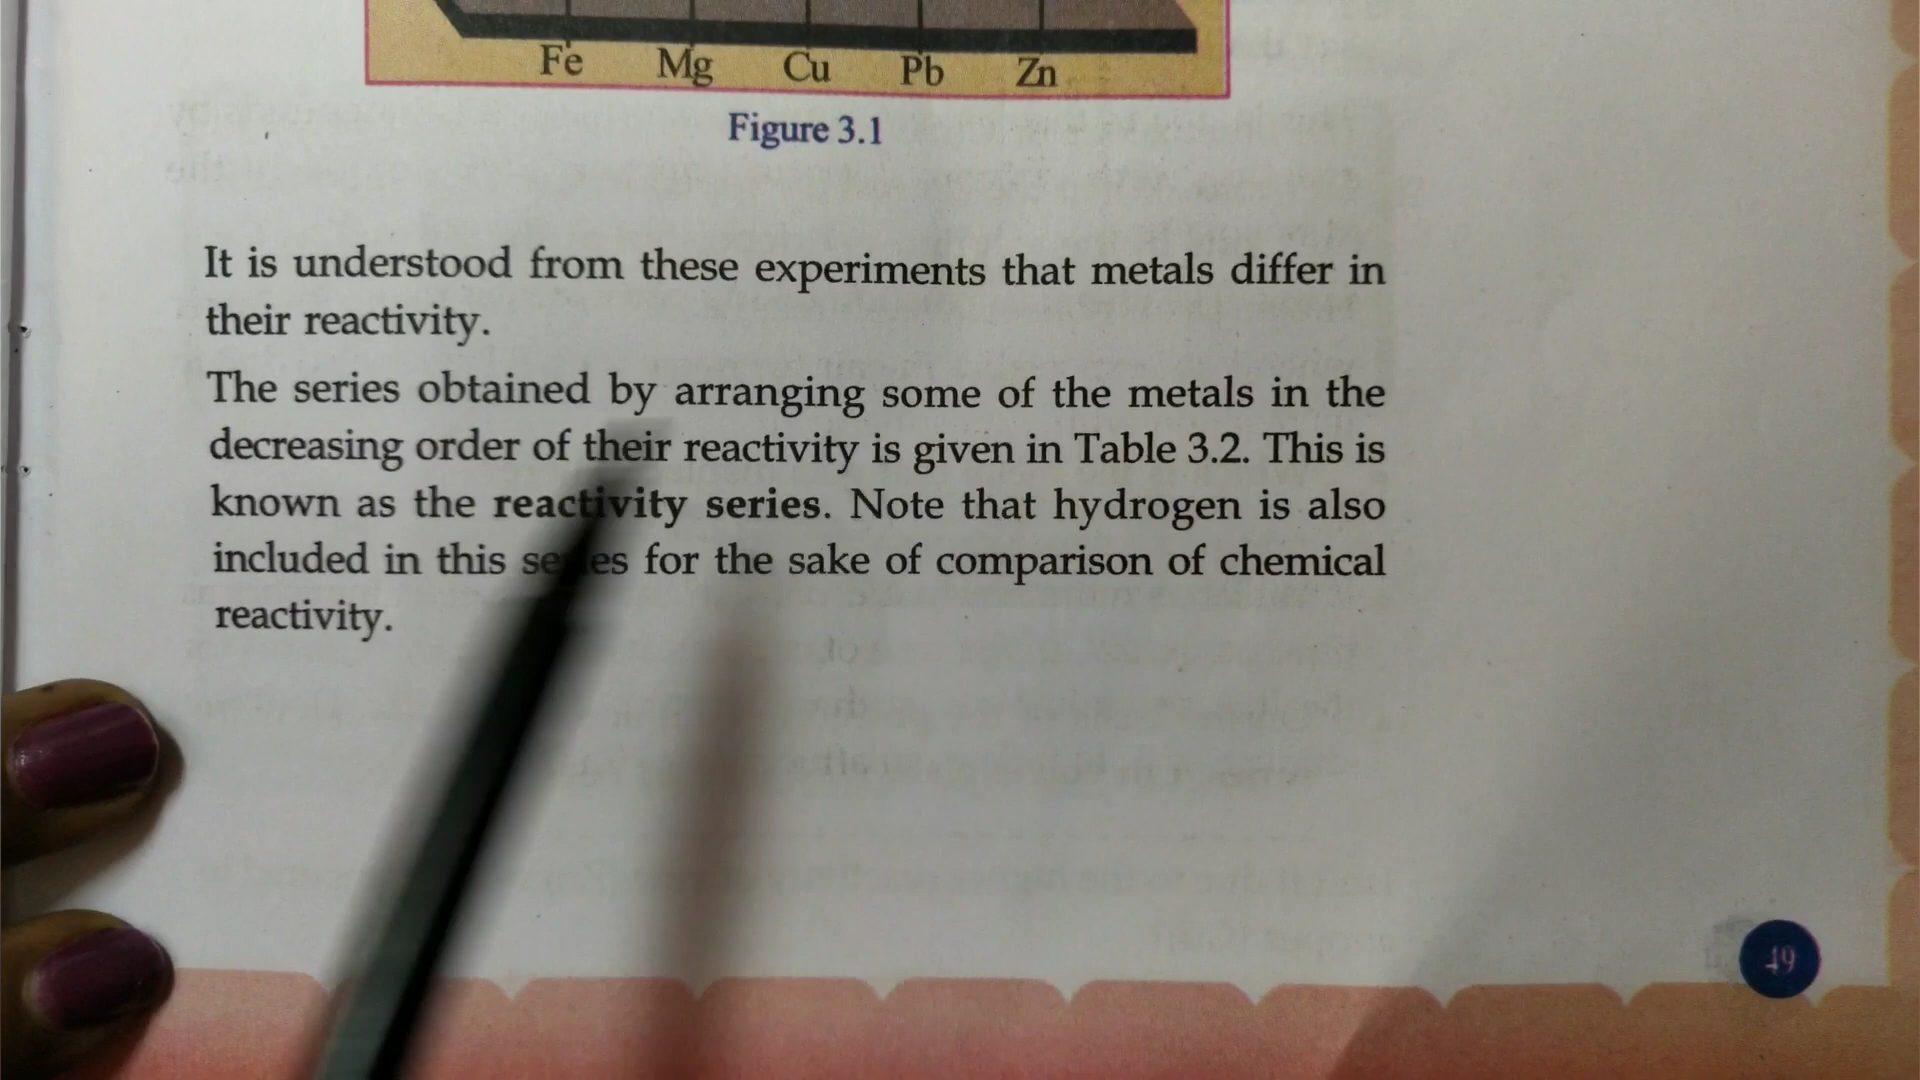 Fe Mg Cu Pb Zn
Figure 3.1
It is understood from these experiments that metals differ in
their reactivity.
The series obtained by arranging some of the metals in the
decreasing order of their reactivity is given in Table 3.2. This is
known as the reactivity series. Note that hydrogen is also
included in this series for the sake of comparison of chemical
reactivity.
49